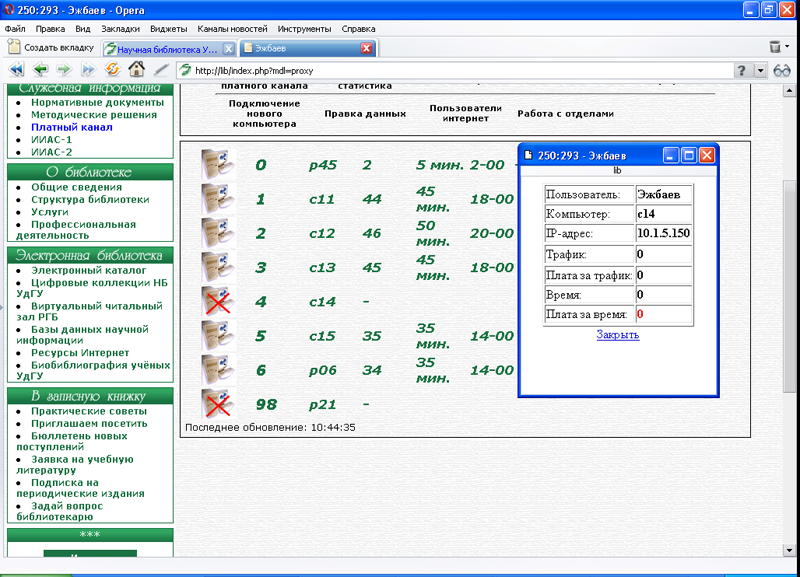 250:293 - Эжбаев - Opera
Файл Правка Вид Закладки Виджеты Каналы новостей Инструменты Справка
Создать вкладку Научная библиотека У... Эжбаев
http://lib/index.php?mdl=proxy
Служебная информация
• Нормативные документы
• Методические решения
• Платный канал
• ИИАС-1
• ИИАС-2
О библиотеке
• Общие сведения
• Структура библиотеки
• Услуги
• Профессиональная
деятельность
Электронная библиотека
• Электронный каталог
• Цифровые коллекции НБ
УдГУ
• Виртуальный читальный
зал РГБ
• Базы данных научной
информации
• Ресурсы Интернет
• Биобиблиография учёных
УдГУ
В записную книжку
• Практические советы
• Приглашаем посетить
• Бюллетень новых
поступлений
• Заявка на учебную
литературу
• Подписка на
периодические издания
• Задай вопрос
библиотекарю
***
платного канала статистика
Подключение
нового
компьютера
Правка данных
Пользователи
интернет
Работа с отделами
0 p45 2 5 мин. 2-00
1 c11 44 45 мин. 18-00
2 c12 46 50 мин. 20-00
3 c13 45 45 мин. 18-00
4 c14 -
5 c15 35 35 мин. 14-00
6 p06 34 35 мин. 14-00
98 p21 -
Последнее обновление: 10:44:35
250:293 - Эжбаев
lib
Пользователь: Эжбаев
Компьютер: c14
IP-адрес: 10.1.5.150
Трафик: 0
Плата за трафик: 0
Время: 0
Плата за время: 0
Закрыть